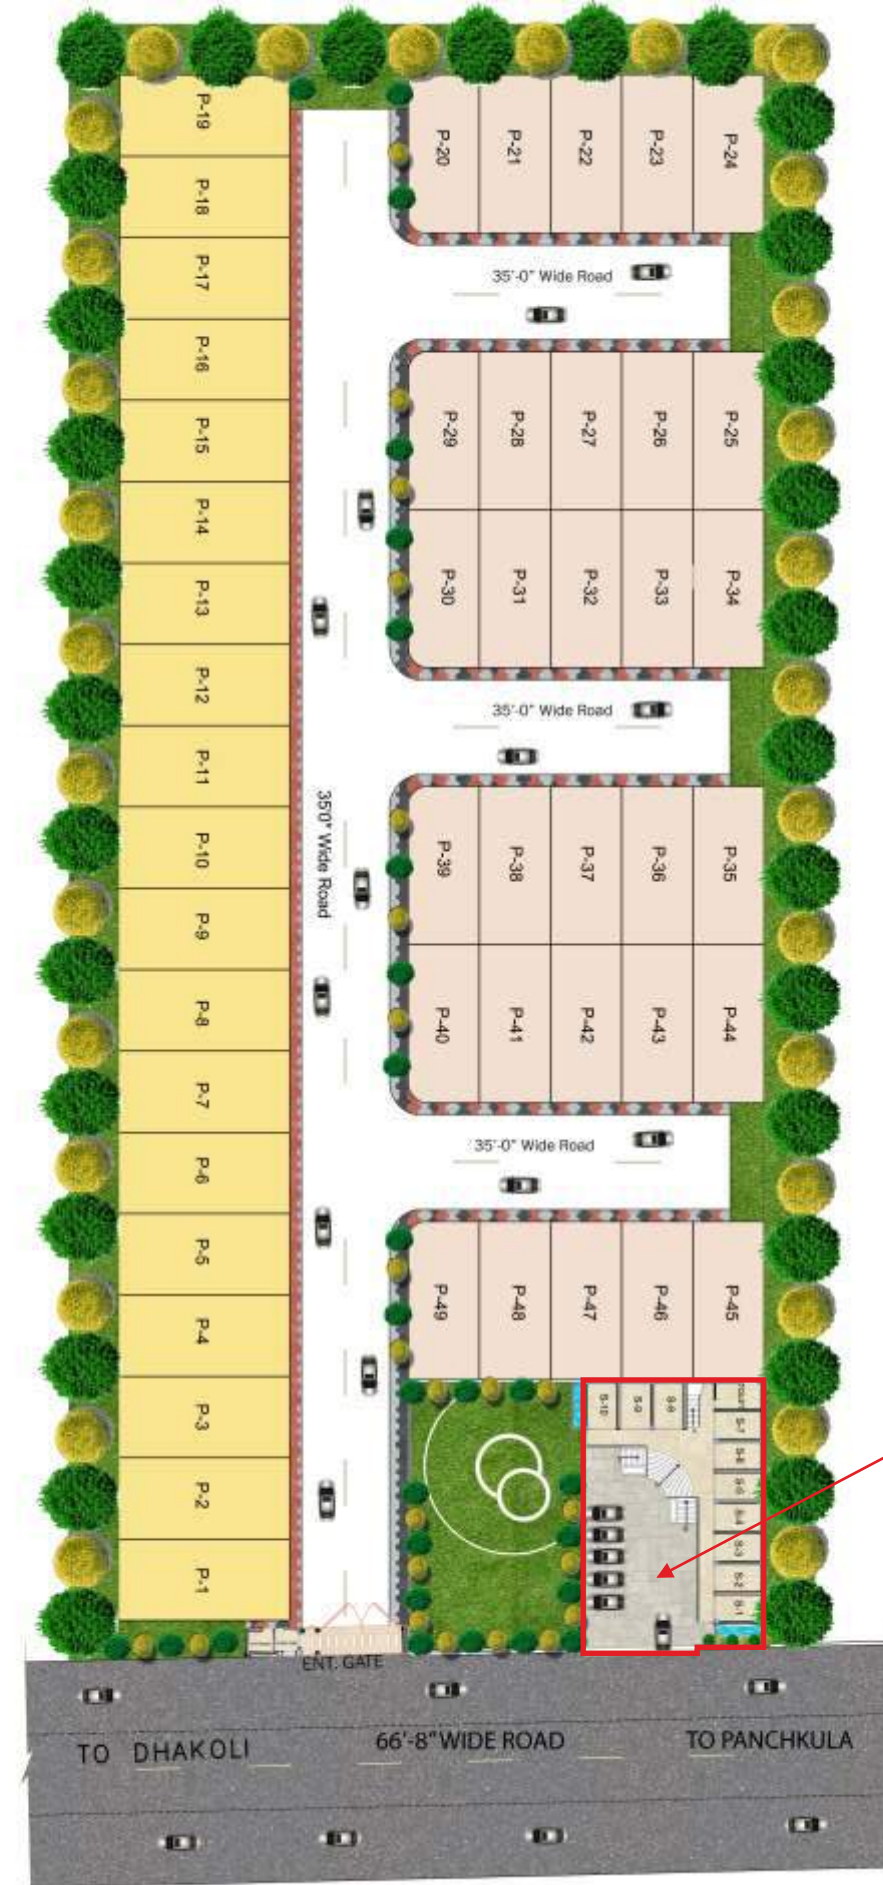 P-19
P-18
P-17
P-16
P-15
P-14
P-13
P-12
P-11
P-10
P-9
P-8
P-7
P-6
P-5
P-4
P-3
P-2
P-1
35'0" Wide Road
P-20
P-21
P-22
P-23
P-24
35'-0" Wide Road
P-29
P-28
P-27
P-26
P-25
P-30
P-31
P-32
P-33
P-34
35'-0" Wide Road
P-39
P-38
P-37
P-36
P-35
P-40
P-41
P-42
P-43
P-44
35'-0" Wide Road
P-49
P-48
P-47
P-46
P-45
S-10
S-9
S-8
S-7
S-6
S-5
S-4
S-3
S-2
S-1
ENT. GATE
TO DHAKOLI
66'-8" WIDE ROAD
TO PANCHKULA